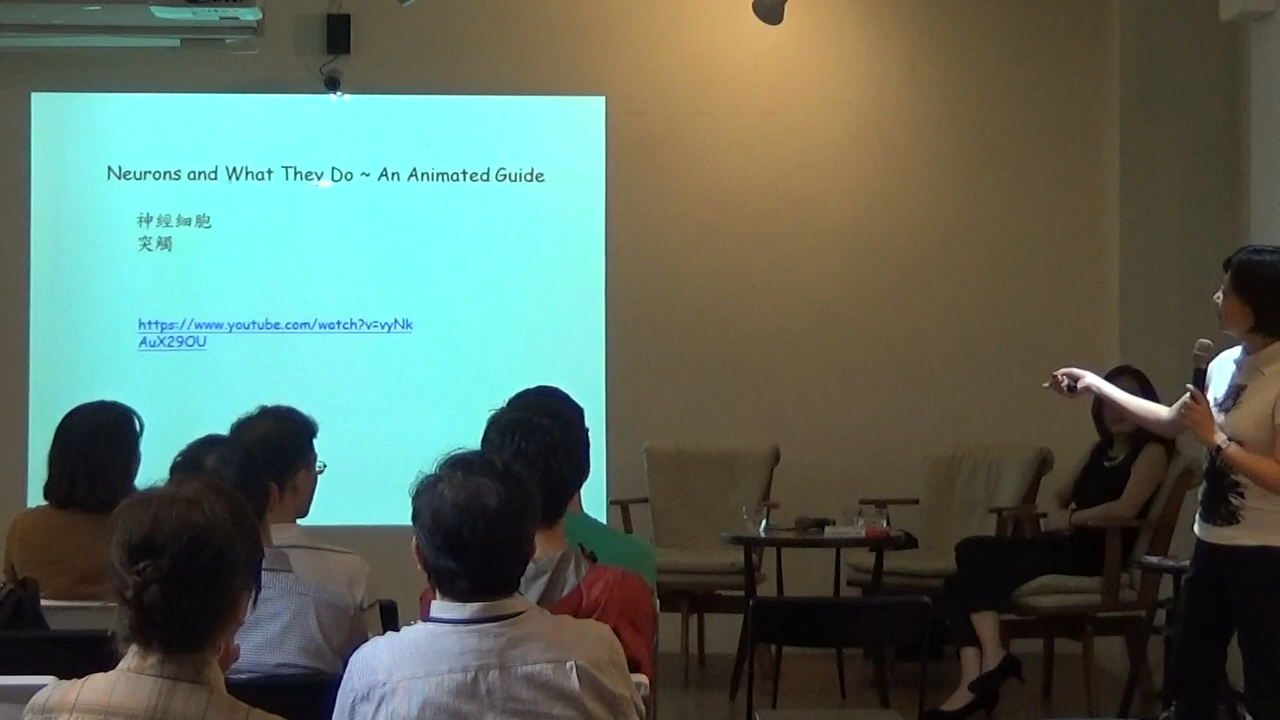 Neurons and What They Do ~ An Animated Guide
神經細胞
突觸
https://www.youtube.com/watch?v=vyNk
AuX29OU